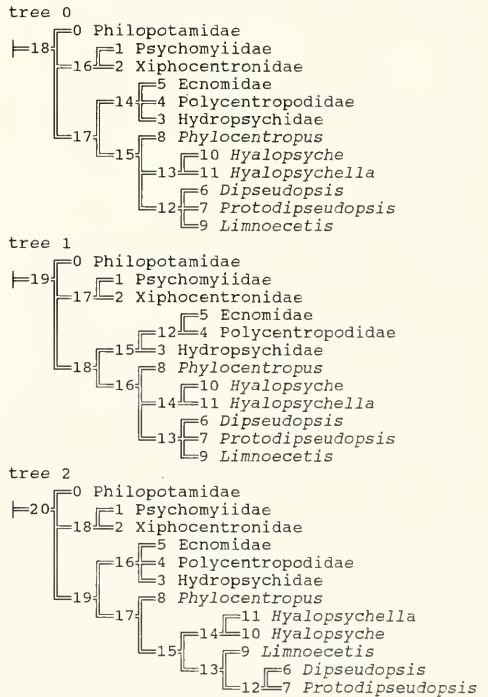 tree 0
0 Philopotamidae
18
1 Psychomyiidae
16
2 Xiphocentronidae
5 Ecnomidae
14
4 Polycentropodidae
17
3 Hydropsychidae
15
8 Phylocentropus
10 Hyalopsyche
13
11 Hyalopsychella
6 Dipseudopsis
12
7 Protodipseudopsis
9 Limnoecetis
tree 1
0 Philopotamidae
19
1 Psychomyiidae
17
2 Xiphocentronidae
5 Ecnomidae
12
4 Polycentropodidae
15
3 Hydropsychidae
18
8 Phylocentropus
16
10 Hyalopsyche
14
11 Hyalopsychella
6 Dipseudopsis
13
7 Protodipseudopsis
9 Limnoecetis
tree 2
0 Philopotamidae
20
1 Psychomyiidae
18
2 Xiphocentronidae
5 Ecnomidae
16
4 Polycentropodidae
3 Hydropsychidae
19
8 Phylocentropus
17
11 Hyalopsychella
14
10 Hyalopsyche
15
9 Limnoecetis
13
6 Dipseudopsis
12
7 Protodipseudopsis